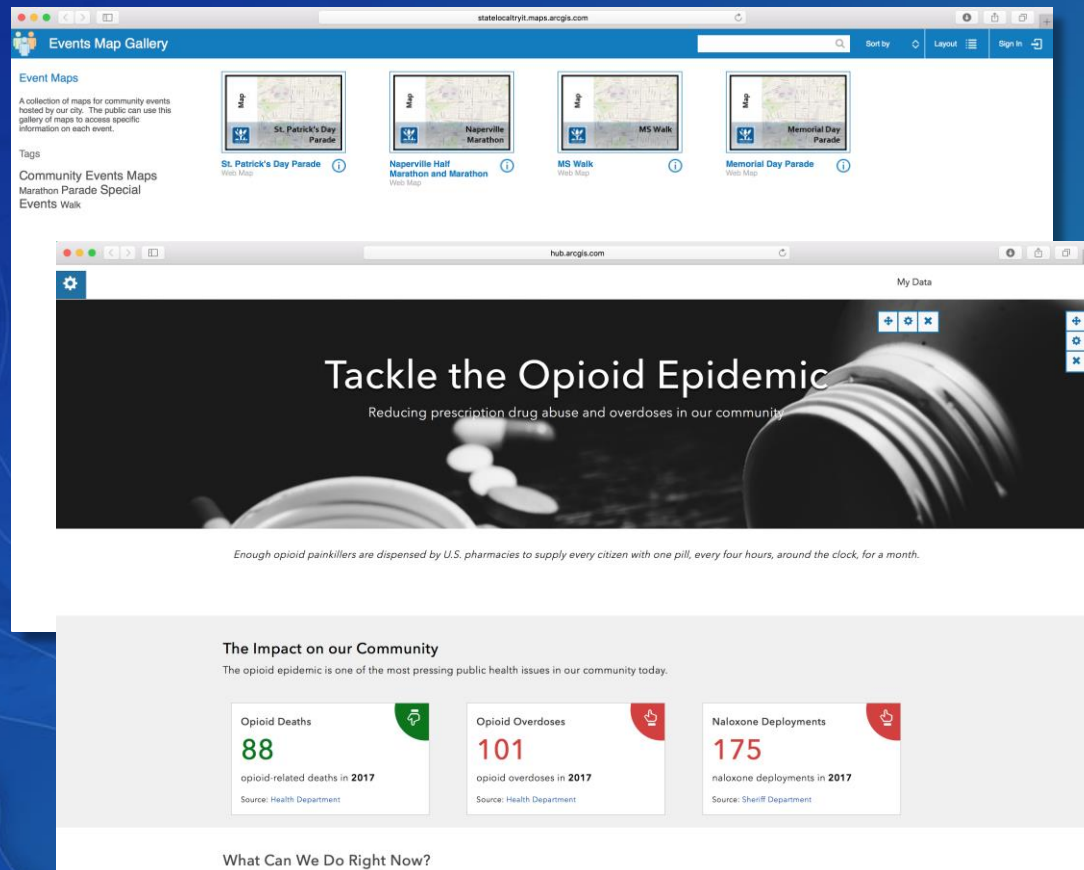 statelocaltryit.maps.arcgis.com
Events Map Gallery
Sort by
Layout
Sign In
Event Maps
A collection of maps for community events
hosted by our city. The public can use this
gallery of maps to access specific
information on each event.
Tags
Community Events Maps
Marathon Parade Special
Events Walk
Map
St. Patrick's Day
Parade
St. Patrick's Day Parade
Web Map
Map
Naperville
Marathon
Naperville Half
Marathon and Marathon
Web Map
Map
MS Walk
MS Walk
Web Map
Map
Memorial Day
Parade
Memorial Day Parade
Web Map
hub.arcgis.com
My Data
Tackle the Opioid Epidemic
Reducing prescription drug abuse and overdoses in our community
Enough opioid painkillers are dispensed by U.S. pharmacies to supply every citizen with one pill, every four hours, around the clock, for a month.
The Impact on our Community
The opioid epidemic is one of the most pressing public health issues in our community today.
Opioid Deaths
88
opioid-related deaths in 2017
Source: Health Department
Opioid Overdoses
101
opioid overdoses in 2017
Source: Health Department
Naloxone Deployments
175
naloxone deployments in 2017
Source: Sheriff Department
What Can We Do Right Now?